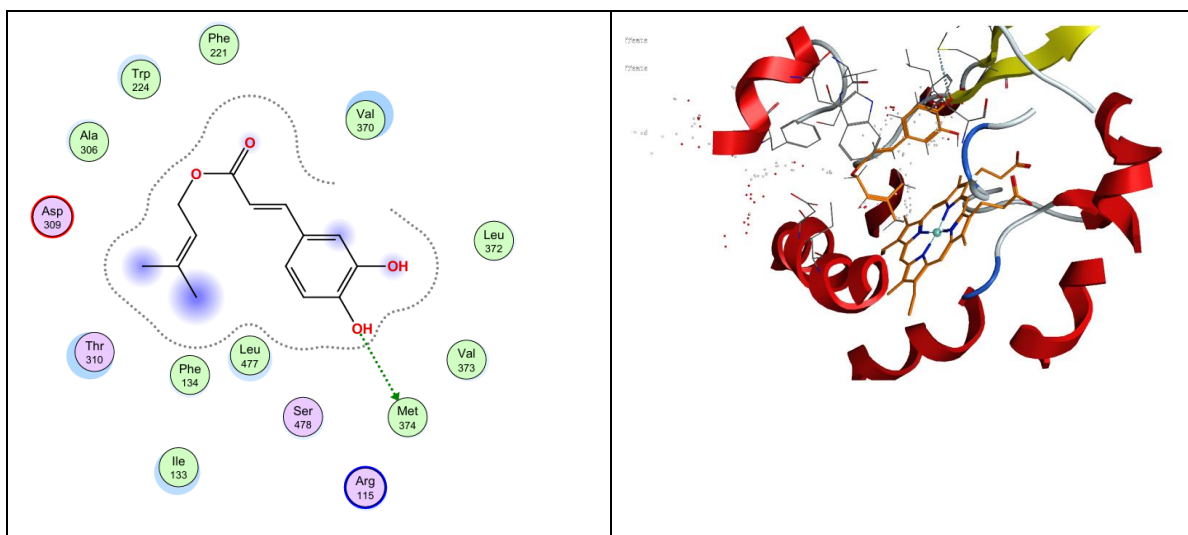 Phe
221
Trp
224
Val
370
Ala
306
O
O
Asp
309
Leu
372
OH
OH
Thr
310
Leu
477
Phe
134
Val
373
Ser
478
Met
374
Ile
133
Arg
115